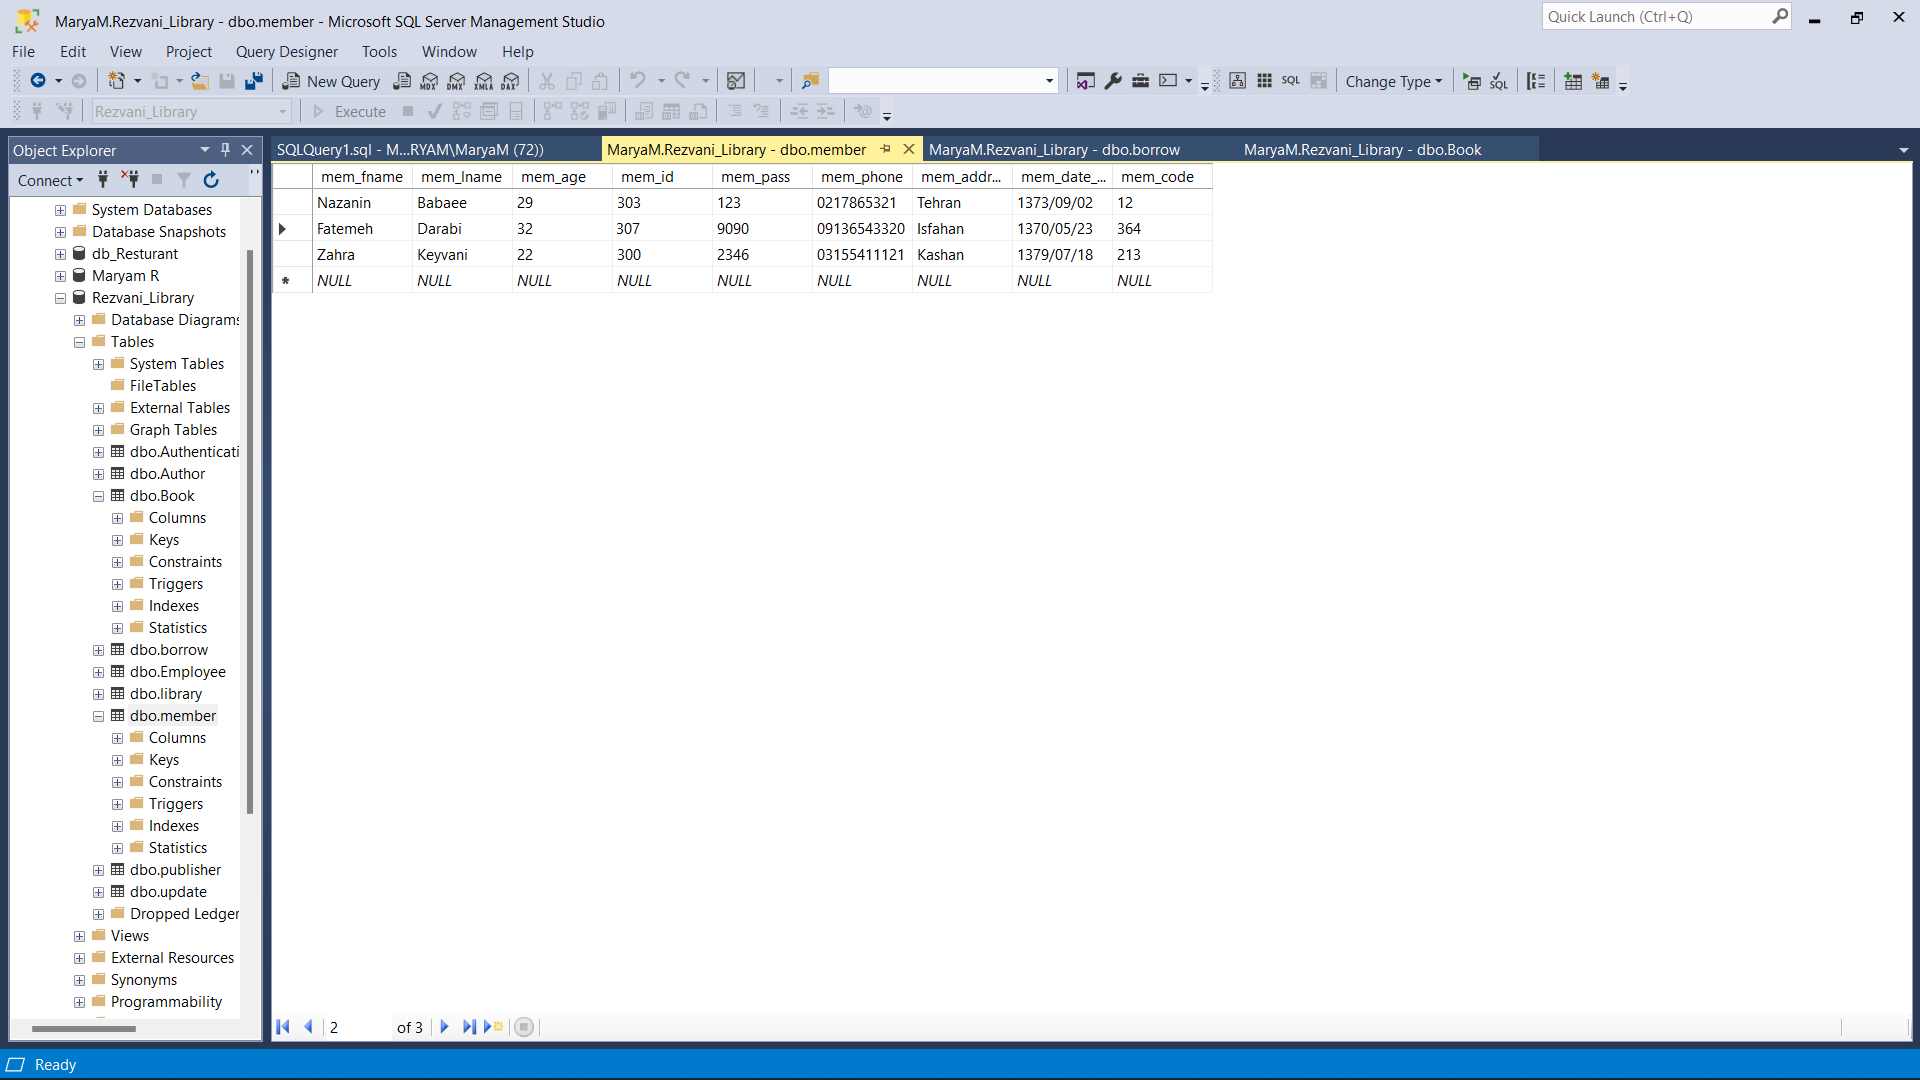 MaryaM.Rezvani_Library - dbo.member - Microsoft SQL Server Management Studio
Quick Launch (Ctrl+Q)
File Edit View Project Query Designer Tools Window Help
New Query MDX DMX XMLA DAX SQL Change Type SQL
Rezvani_Library Execute
Object Explorer
Connect
System Databases
Database Snapshots
db_Resturant
Maryam R
Rezvani_Library
Database Diagrams
Tables
System Tables
FileTables
External Tables
Graph Tables
dbo.Authenticati
dbo.Author
dbo.Book
Columns
Keys
Constraints
Triggers
Indexes
Statistics
dbo.borrow
dbo.Employee
dbo.library
dbo.member
Columns
Keys
Constraints
Triggers
Indexes
Statistics
dbo.publisher
dbo.update
Dropped Ledger
Views
External Resources
Synonyms
Programmability
SQLQuery1.sql - M...RYAM\MaryaM (72)) MaryaM.Rezvani_Library - dbo.member MaryaM.Rezvani_Library - dbo.borrow MaryaM.Rezvani_Library - dbo.Book
mem_fname mem_lname mem_age mem_id mem_pass mem_phone mem_addr... mem_date_... mem_code
Nazanin Babaee 29 303 123 0217865321 Tehran 1373/09/02 12
Fatemeh Darabi 32 307 9090 09136543320 Isfahan 1370/05/23 364
Zahra Keyvani 22 300 2346 03155411121 Kashan 1379/07/18 213
NULL NULL NULL NULL NULL NULL NULL NULL NULL
2 of 3
Ready